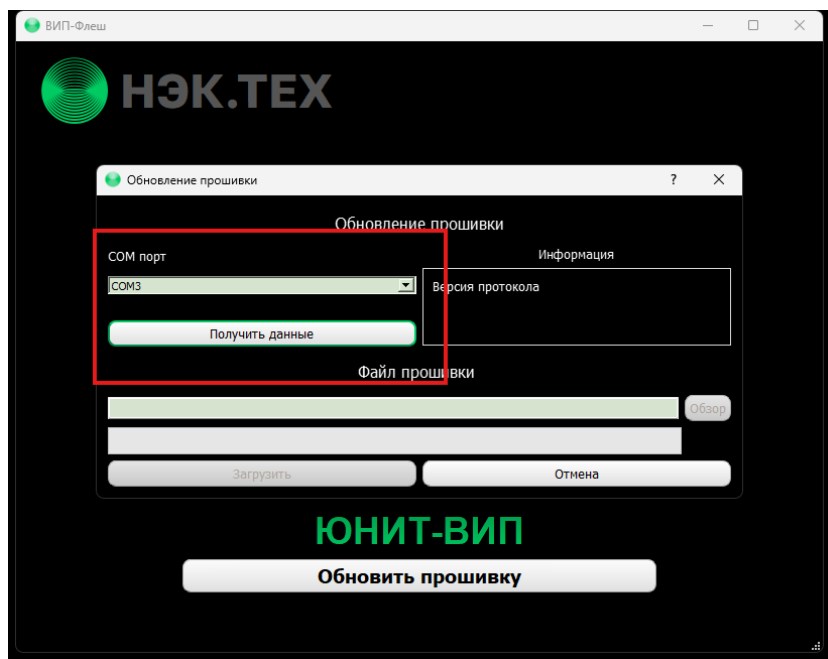 ВИП-Флеш
НЭК.ТЕХ
Обновление прошивки
?
Обновление прошивки
COM порт
COM3
Получить данные
Информация
Версия протокола
Файл прошивки
Обзор
Загрузить
Отмена
ЮНИТ-ВИП
Обновить прошивку